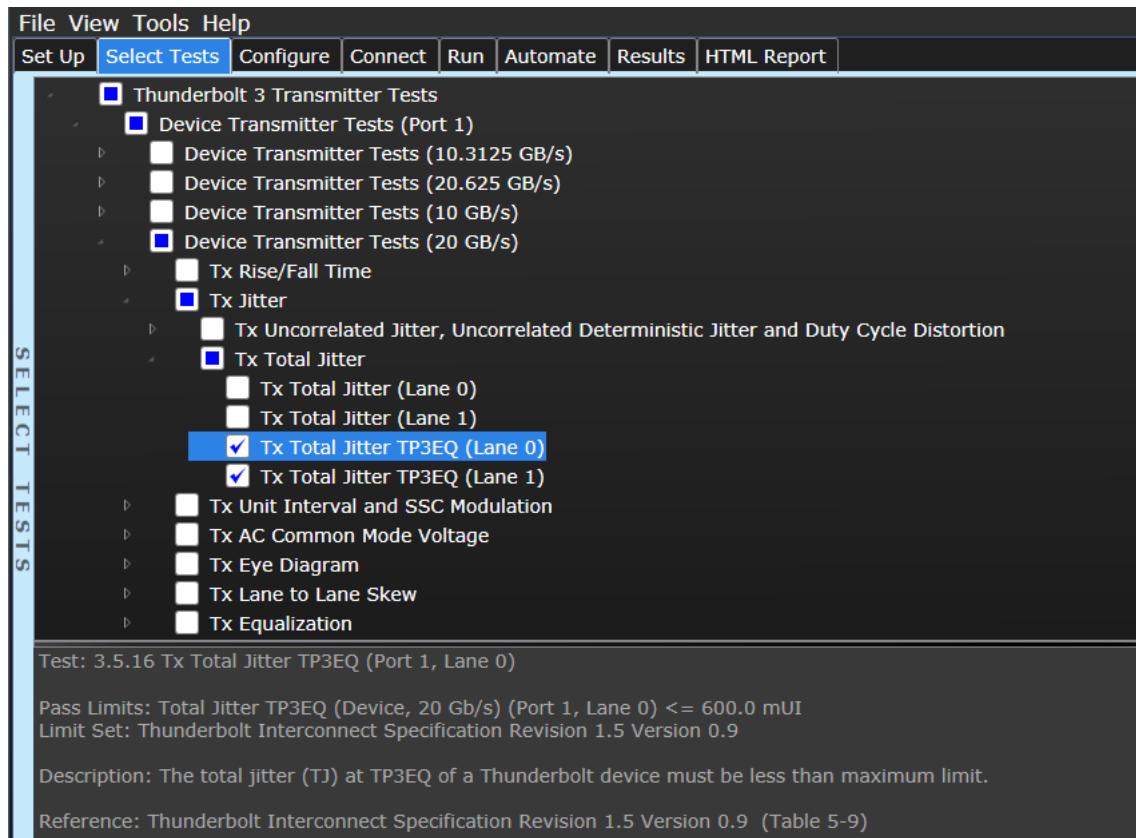 File View Tools Help
Set Up Select Tests Configure Connect Run Automate Results HTML Report
Thunderbolt 3 Transmitter Tests
Device Transmitter Tests (Port 1)
Device Transmitter Tests (10.3125 GB/s)
Device Transmitter Tests (20.625 GB/s)
Device Transmitter Tests (10 GB/s)
Device Transmitter Tests (20 GB/s)
Tx Rise/Fall Time
Tx Jitter
Tx Uncorrelated Jitter, Uncorrelated Deterministic Jitter and Duty Cycle Distortion
Tx Total Jitter
Tx Total Jitter (Lane 0)
Tx Total Jitter (Lane 1)
Tx Total Jitter TP3EQ (Lane 0)
Tx Total Jitter TP3EQ (Lane 1)
Tx Unit Interval and SSC Modulation
Tx AC Common Mode Voltage
Tx Eye Diagram
Tx Lane to Lane Skew
Tx Equalization
SELECT TESTS
Test: 3.5.16 Tx Total Jitter TP3EQ (Port 1, Lane 0)
Pass Limits: Total Jitter TP3EQ (Device, 20 Gb/s) (Port 1, Lane 0) <= 600.0 mUI
Limit Set: Thunderbolt Interconnect Specification Revision 1.5 Version 0.9
Description: The total jitter (TJ) at TP3EQ of a Thunderbolt device must be less than maximum limit.
Reference: Thunderbolt Interconnect Specification Revision 1.5 Version 0.9 (Table 5-9)